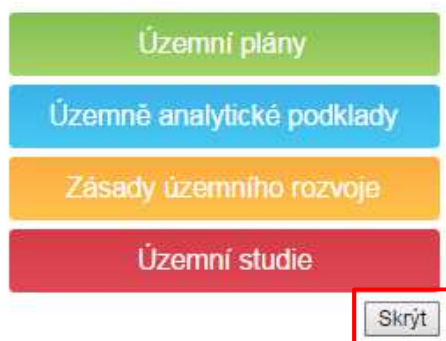 Územní plány
Územně analytické podklady
Zásady územního rozvoje
Územní studie
Skrýt